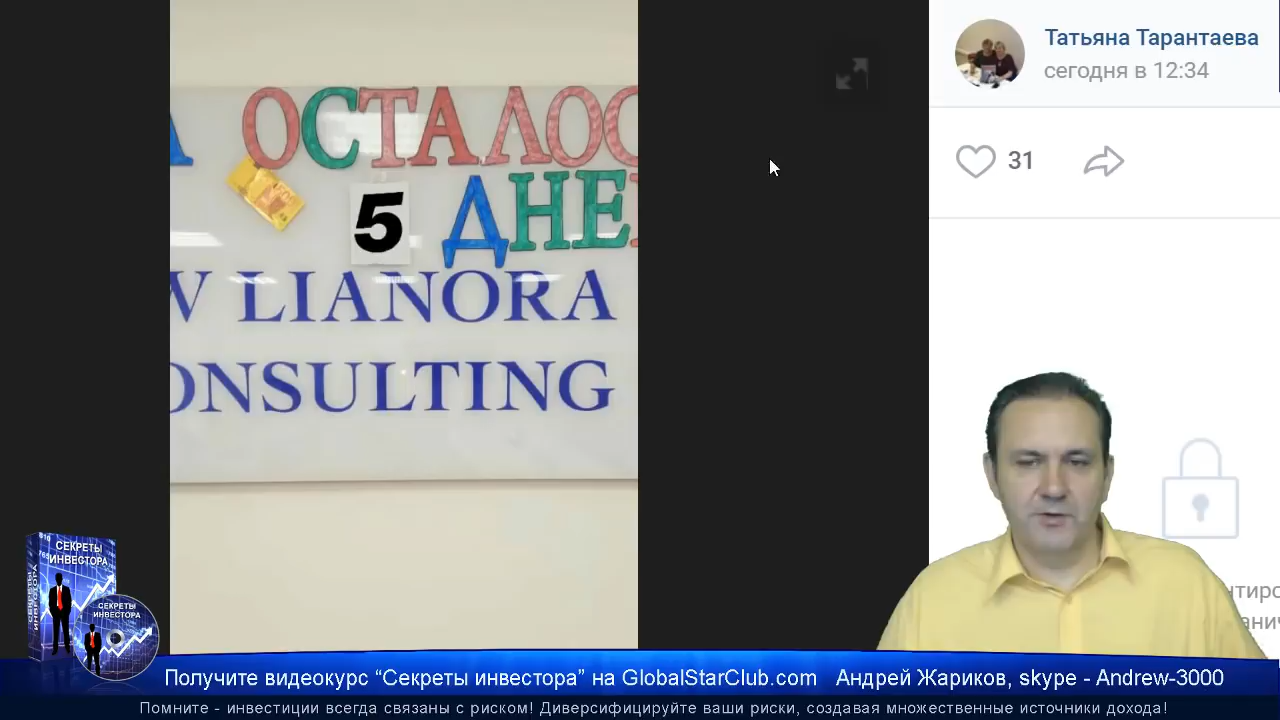 ОСТАЛОС
5 ДНЕ
LIANORA
ONSULTING
Татьяна Тарантаева
сегодня в 12:34
31
СЕКРЕТЫ
ИНВЕСТОРА
СЕКРЕТЫ
ИНВЕСТОРА
Получите видеокурс “Секреты инвестора” на GlobalStarClub.com Андрей Жариков, skype - Andrew-3000
Помните - инвестиции всегда связаны с риском! Диверсифицируйте ваши риски, создавая множественные источники дохода!